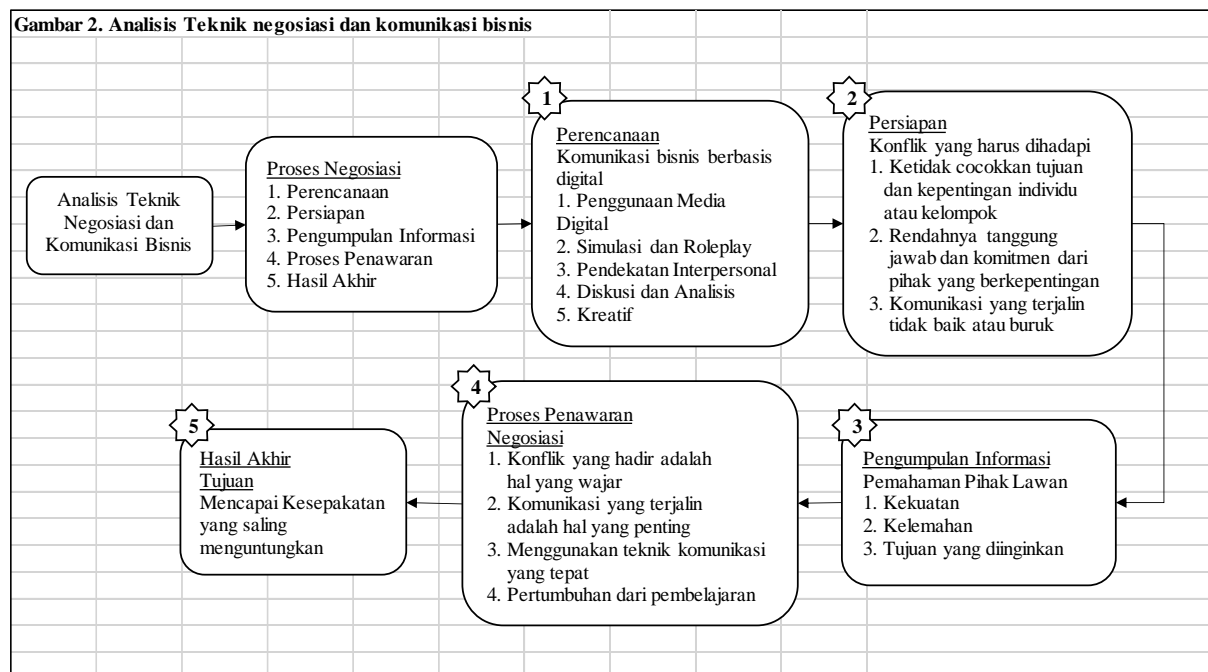 Gambar 2. Analisis Teknik negosiasi dan komunikasi bisnis
Analisis Teknik
Negosiasi dan
Komunikasi Bisnis
Proses Negosiasi
1. Perencanaan
2. Persiapan
3. Pengumpulan Informasi
4. Proses Penawaran
5. Hasil Akhir
1
Perencanaan
Komunikasi bisnis berbasis
digital
1. Penggunaan Media
Digital
2. Simulasi dan Roleplay
3. Pendekatan Interpersonal
4. Diskusi dan Analisis
5. Kreatif
2
Persiapan
Konflik yang harus dihadapi
1. Ketidak cocokkan tujuan
dan kepentingan individu
atau kelompok
2. Rendahnya tanggung
jawab dan komitmen dari
pihak yang berkepentingan
3. Komunikasi yang terjalin
tidak baik atau buruk
3
Pengumpulan Informasi
Pemahaman Pihak Lawan
1. Kekuatan
2. Kelemahan
3. Tujuan yang diinginkan
4
Proses Penawaran
Negosiasi
1. Konflik yang hadir adalah
hal yang wajar
2. Komunikasi yang terjalin
adalah hal yang penting
3. Menggunakan teknik komunikasi
yang tepat
4. Pertumbuhan dari pembelajaran
5
Hasil Akhir
Tujuan
Mencapai Kesepakatan
yang saling
menguntungkan